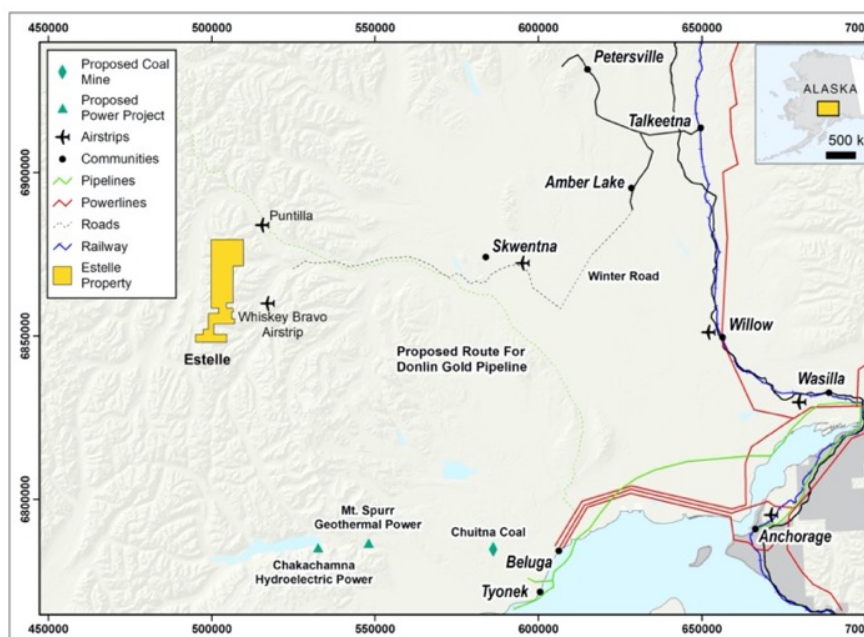 450000
500000
550000
600000
650000
700
Proposed Coal
Mine
Proposed
Power Project
Airstrips
Communities
Pipelines
Powerlines
Roads
Railway
Estelle
Property
ALASKA
500 k
Petersville
Talkeetna
Amber Lake
6900000
Puntilla
Skwentna
Winter Road
Whiskey Bravo
Airstrip
Estelle
6850000
Willow
Proposed Route For
Donlin Gold Pipeline
Wasilla
6800000
Mt. Spurr
Geothermal Power
Chuitna Coal
Chakachamna
Hydroelectric Power
Beluga
Anchorage
Tyonek
450000
500000
550000
600000
650000
700